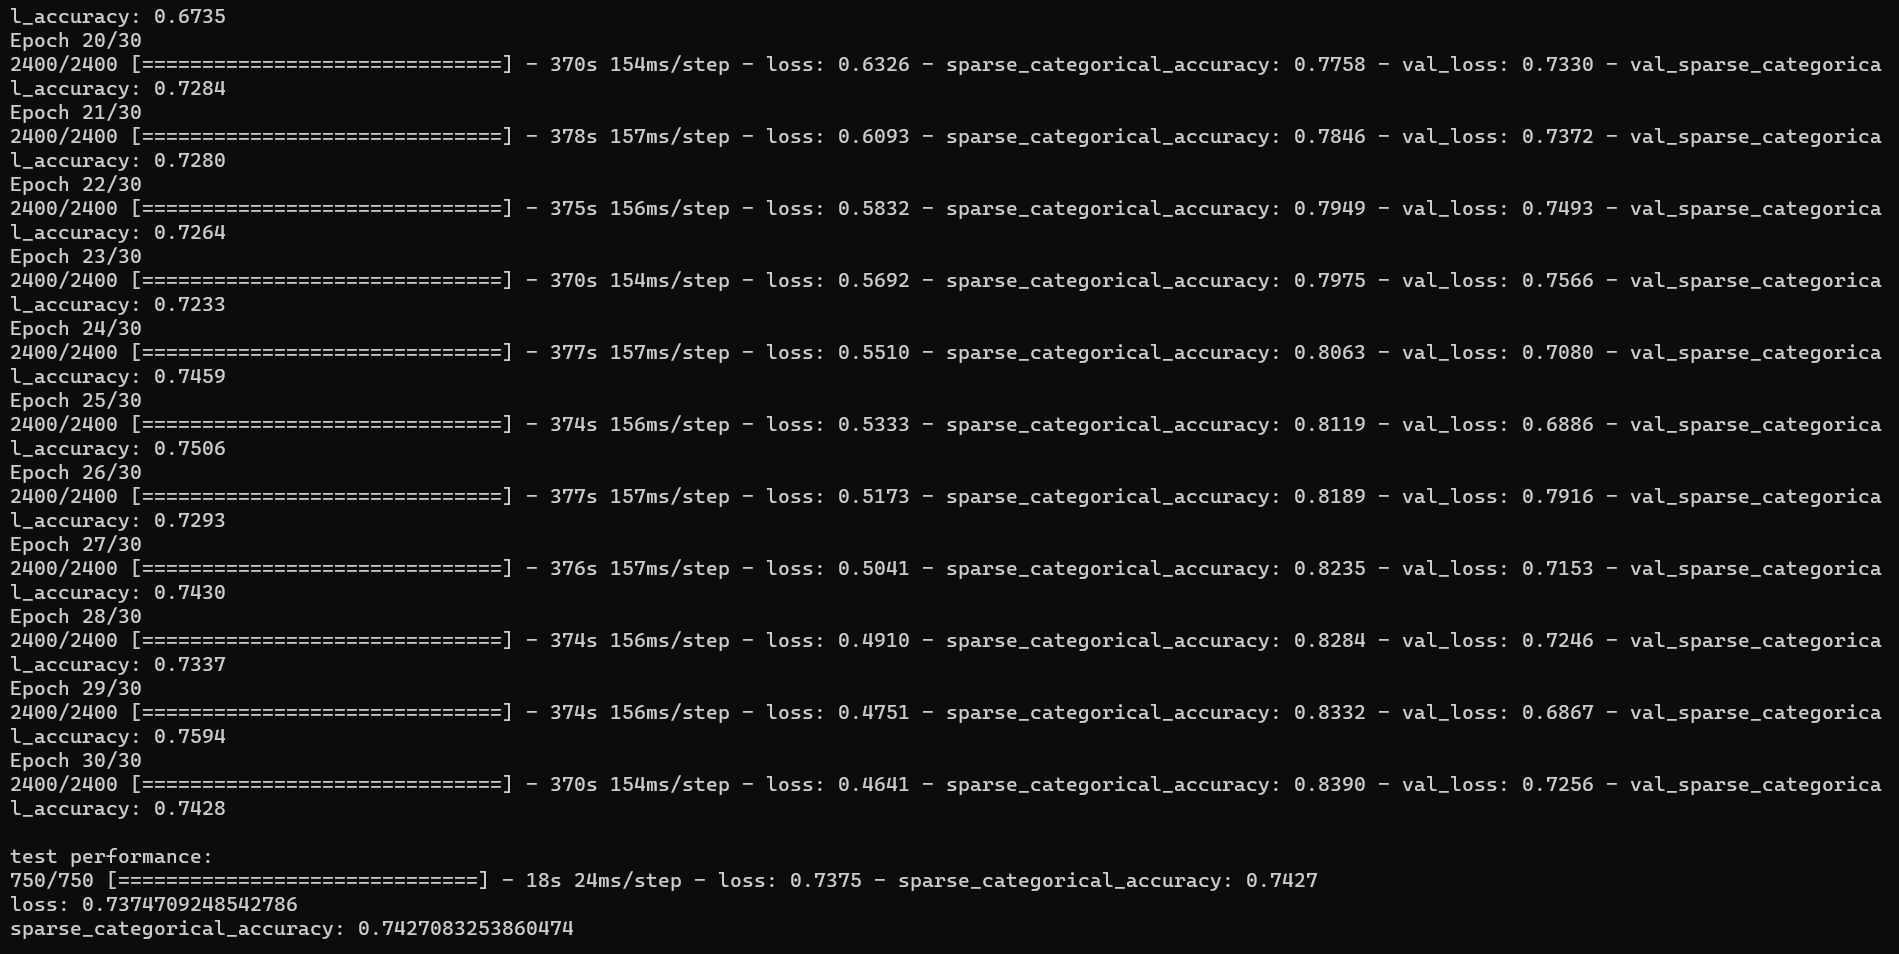 l_accuracy: 0.6735
Epoch 20/30
2400/2400 [==============================] - 370s 154ms/step - loss: 0.6326 - sparse_categorical_accuracy: 0.7758 - val_loss: 0.7330 - val_sparse_categorica
l_accuracy: 0.7284
Epoch 21/30
2400/2400 [==============================] - 378s 157ms/step - loss: 0.6093 - sparse_categorical_accuracy: 0.7846 - val_loss: 0.7372 - val_sparse_categorica
l_accuracy: 0.7280
Epoch 22/30
2400/2400 [==============================] - 375s 156ms/step - loss: 0.5832 - sparse_categorical_accuracy: 0.7949 - val_loss: 0.7493 - val_sparse_categorica
l_accuracy: 0.7264
Epoch 23/30
2400/2400 [==============================] - 370s 154ms/step - loss: 0.5692 - sparse_categorical_accuracy: 0.7975 - val_loss: 0.7566 - val_sparse_categorica
l_accuracy: 0.7233
Epoch 24/30
2400/2400 [==============================] - 377s 157ms/step - loss: 0.5510 - sparse_categorical_accuracy: 0.8063 - val_loss: 0.7080 - val_sparse_categorica
l_accuracy: 0.7459
Epoch 25/30
2400/2400 [==============================] - 374s 156ms/step - loss: 0.5333 - sparse_categorical_accuracy: 0.8119 - val_loss: 0.6886 - val_sparse_categorica
l_accuracy: 0.7506
Epoch 26/30
2400/2400 [==============================] - 377s 157ms/step - loss: 0.5173 - sparse_categorical_accuracy: 0.8189 - val_loss: 0.7916 - val_sparse_categorica
l_accuracy: 0.7293
Epoch 27/30
2400/2400 [==============================] - 376s 157ms/step - loss: 0.5041 - sparse_categorical_accuracy: 0.8235 - val_loss: 0.7153 - val_sparse_categorica
l_accuracy: 0.7430
Epoch 28/30
2400/2400 [==============================] - 374s 156ms/step - loss: 0.4910 - sparse_categorical_accuracy: 0.8284 - val_loss: 0.7246 - val_sparse_categorica
l_accuracy: 0.7337
Epoch 29/30
2400/2400 [==============================] - 374s 156ms/step - loss: 0.4751 - sparse_categorical_accuracy: 0.8332 - val_loss: 0.6867 - val_sparse_categorica
l_accuracy: 0.7594
Epoch 30/30
2400/2400 [==============================] - 370s 154ms/step - loss: 0.4641 - sparse_categorical_accuracy: 0.8390 - val_loss: 0.7256 - val_sparse_categorica
l_accuracy: 0.7428

test performance:
750/750 [==============================] - 18s 24ms/step - loss: 0.7375 - sparse_categorical_accuracy: 0.7427
loss: 0.7374709248542786
sparse_categorical_accuracy: 0.7427083253860474